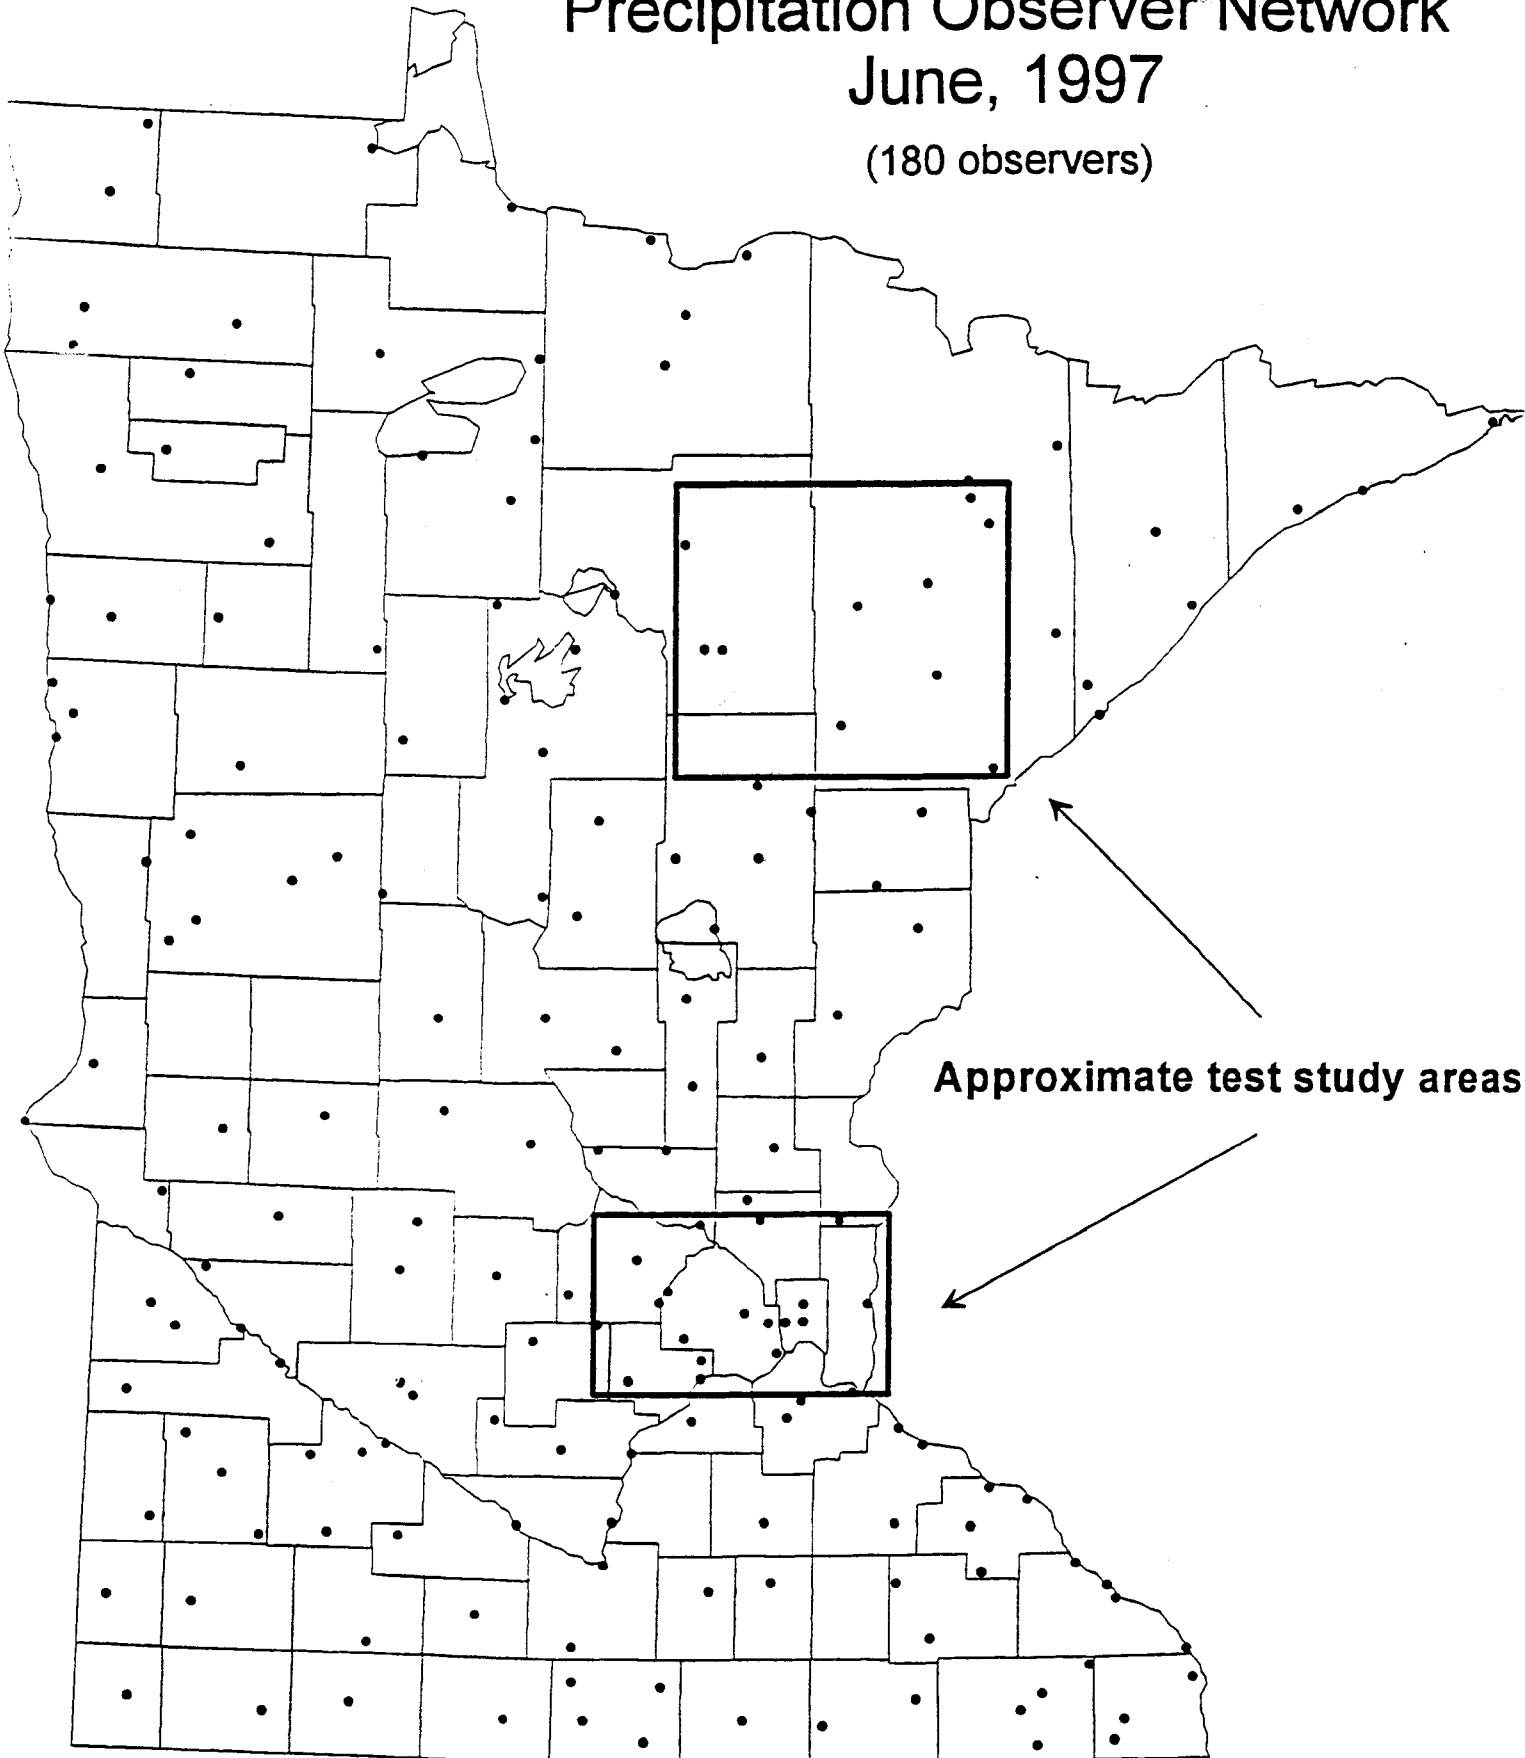 Precipitation Observer Network
June, 1997
(180 observers)
Approximate test study areas